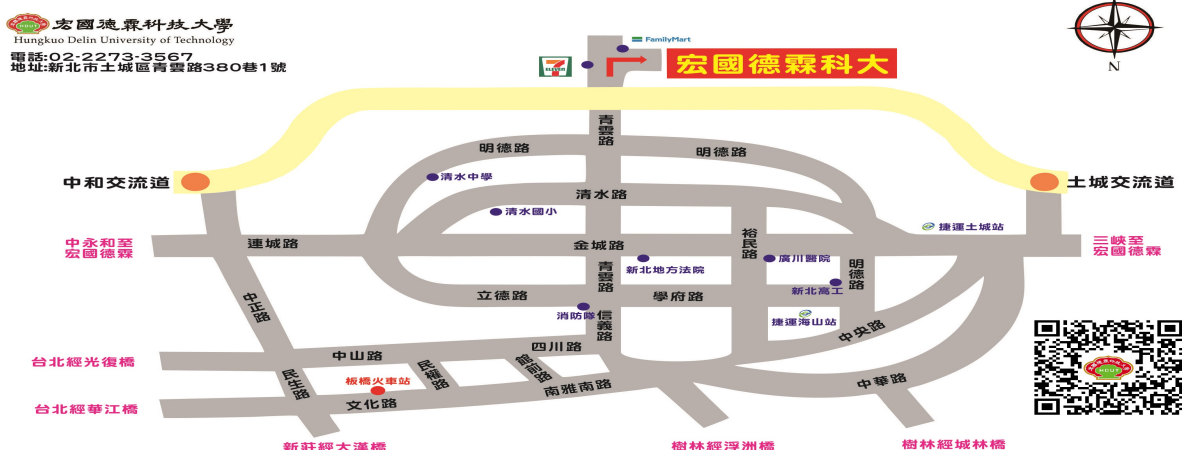 宏國德霖科技大學
Hungkuo Delin University of Technology
電話:02-2273-3567
地址:新北市土城區青雲路380巷1號
FamilyMart
7
ELEVEN
宏國德霖科大
N
青雲路
明德路
明德路
清水中學
中和交流道
土城交流道
清水路
清水國小
捷運土城站
中永和至
宏國德霖
連城路
金城路
裕民路
三峽至
宏國德霖
新北地方法院
廣川醫院
青雲路
明德路
立德路
學府路
新北高工
中正路
消防隊
信義路
捷運海山站
中央路
四川路
中山路
台北經光復橋
民權路
館前路
民生路
板橋火車站
南雅南路
中華路
台北經華江橋
文化路
HCUT
新莊經大漢橋
樹林經浮洲橋
樹林經城林橋